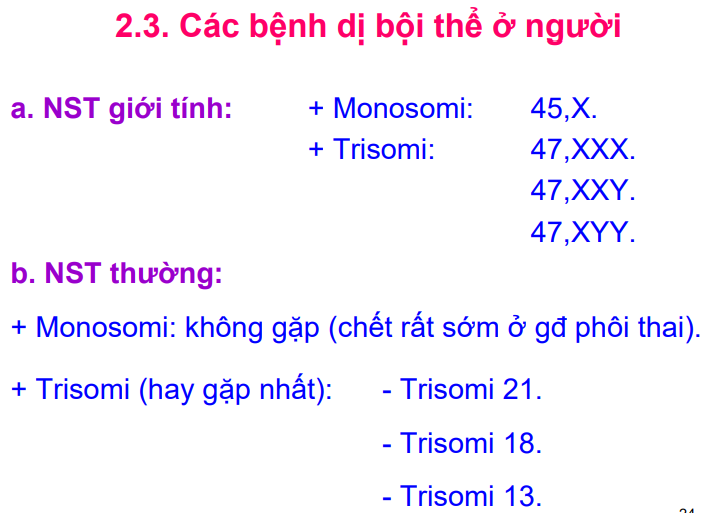 2.3. Các bệnh dị bội thể ở người
a. NST giới tính: + Monosomi: 45,X.
+ Trisomi: 47,XXX.
47,XXY.
47,XYY.
b. NST thường:
+ Monosomi: không gặp (chết rất sớm ở gđ phôi thai).
+ Trisomi (hay gặp nhất): - Trisomi 21.
- Trisomi 18.
- Trisomi 13.